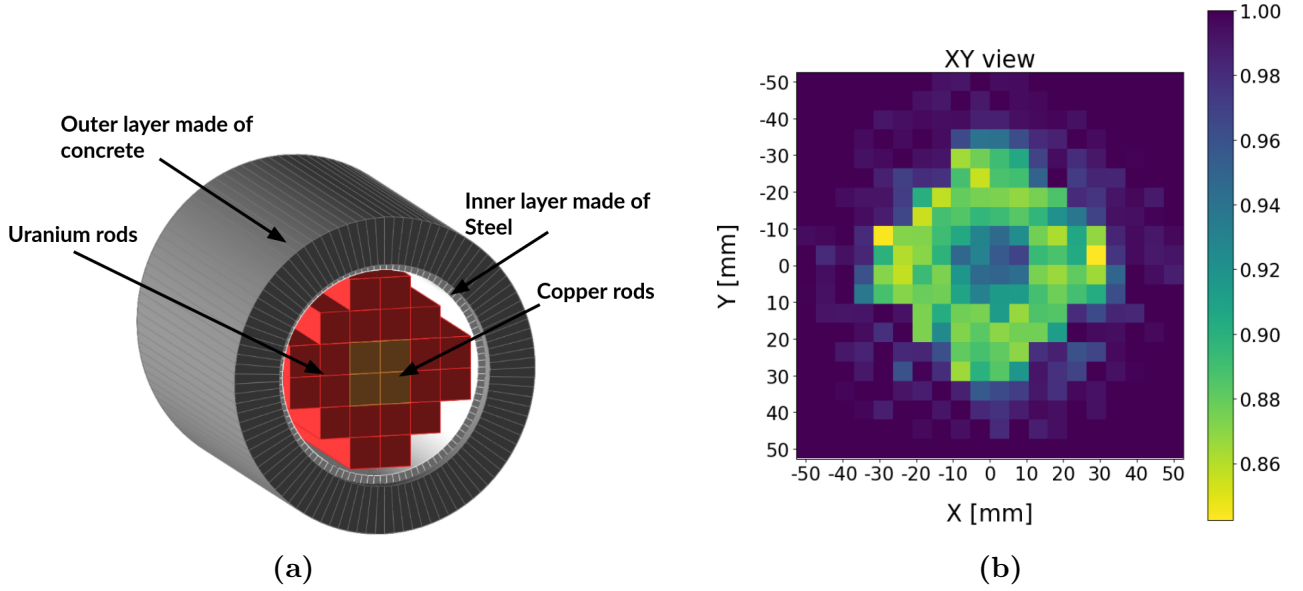 Outer layer made of
concrete
Uranium rods
Inner layer made of
Steel
Copper rods
(a)
XY view
Y [mm]
-50
-40
-30
-20
-10
0
10
20
30
40
50
-50 -40 -30 -20 -10 0 10 20 30 40 50
X [mm]
1.00
0.98
0.96
0.94
0.92
0.90
0.88
0.86
(b)